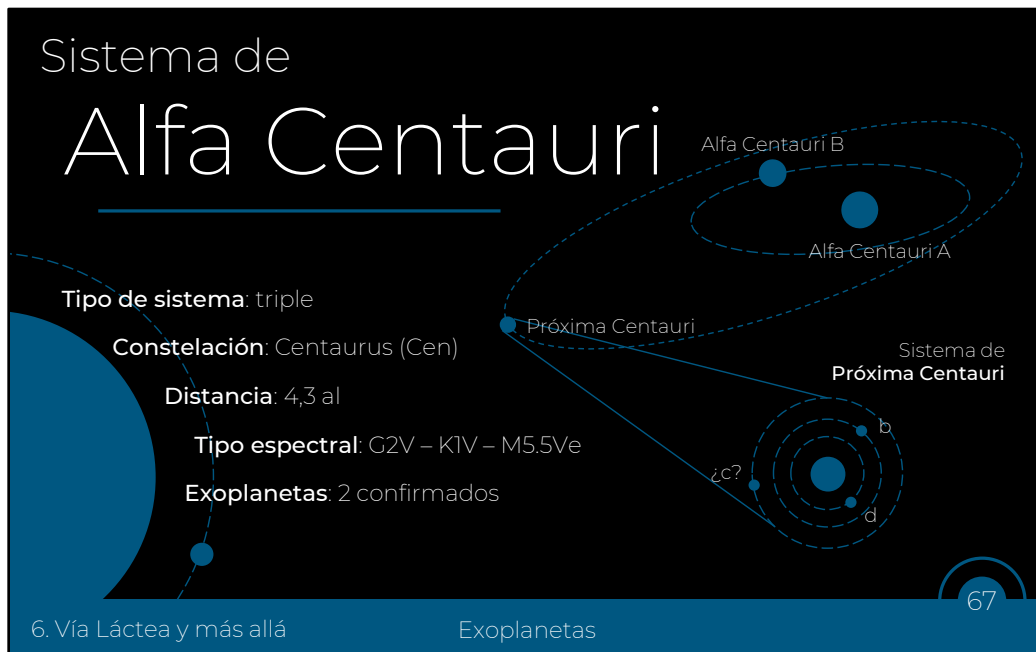 Sistema de
Alfa Centauri
Alfa Centauri B
Alfa Centauri A
Tipo de sistema: triple
Constelación: Centaurus (Cen)
Distancia: 4,3 al
Tipo espectral: G2V – K1V – M5.5Ve
Exoplanetas: 2 confirmados
Próxima Centauri
Sistema de
Próxima Centauri
b
¿c?
d
67
6. Vía Láctea y más allá
Exoplanetas